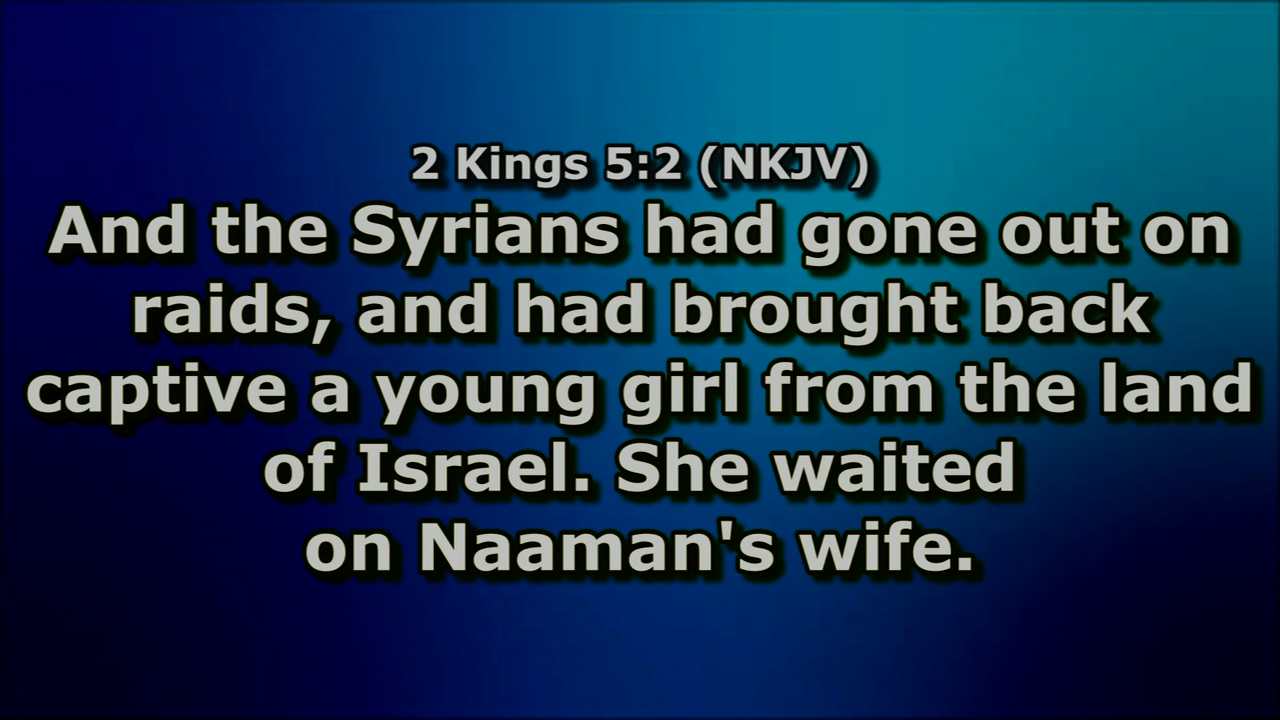 2 Kings 5:2 (NKJV)
And the Syrians had gone out on
raids, and had brought back
captive a young girl from the land
of Israel. She waited
on Naaman's wife.